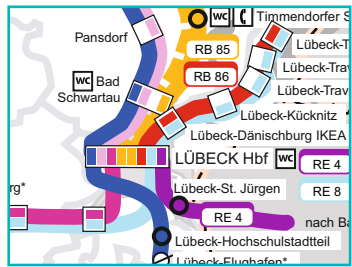 WC Timmendorfer S
Pansdorf
RB 85
Lübeck-T
RB 86
Lübeck-Trav
WC Bad
Schwartau
Lübeck-Trav
Lübeck-Kücknitz
Lübeck-Dänischburg IKEA
LÜBECK Hbf WC
RE 4
rg*
Lübeck-St. Jürgen
RE 8
RE 4
nach Ba
Lübeck-Hochschulstadtteil
Lübeck-Flughafen*